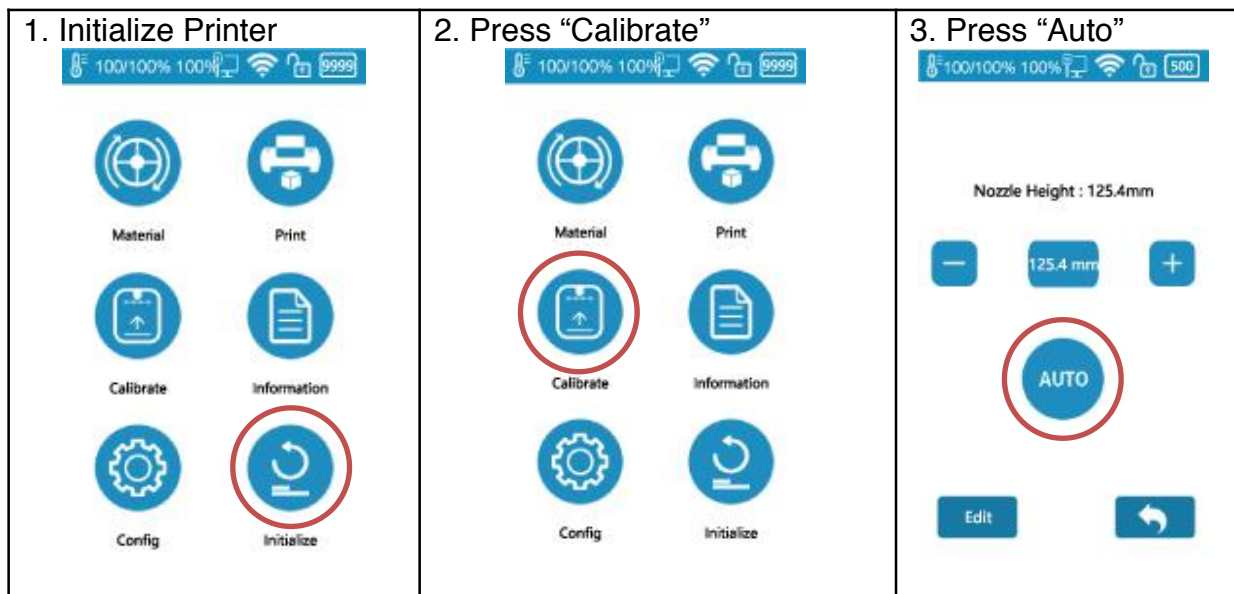 1. Initialize Printer
100/100% 100% 9999
Material Print
Calibrate Information
Config Initialize
2. Press “Calibrate”
100/100% 100% 9999
Material Print
Calibrate Information
Config Initialize
3. Press “Auto”
100/100% 100% 500
Nozzle Height : 125.4mm
− 125.4 mm +
AUTO
Edit